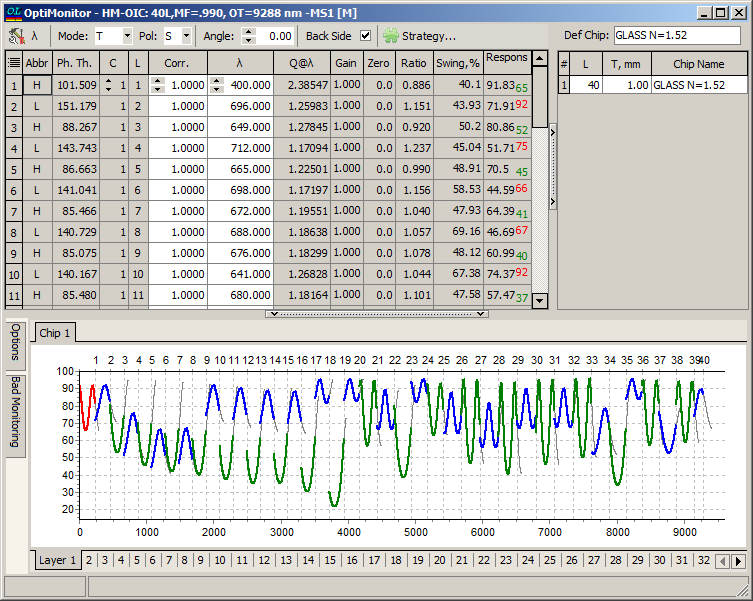 OptiMonitor - HM-OIC: 40L,MF=.990, OT=9288 nm -MS1 [M]
λ Mode: T Pol: S Angle: 0.00 Back Side Strategy... Def Chip: GLASS N=1.52
Abbr Ph. Th. C L Corr. λ Q@λ Gain Zero Ratio Swing,% Respons
# L T, mm Chip Name
1 H 101.509 1 1 1.0000 400.000 2.38547 1.000 0.0 0.886 40.1 91.83 65
1 40 1.00 GLASS N=1.52
2 L 151.179 1 2 1.0000 696.000 1.25983 1.000 0.0 1.151 43.93 71.91 92
3 H 88.267 1 3 1.0000 649.000 1.27845 1.000 0.0 0.920 50.2 80.86 52
4 L 143.743 1 4 1.0000 712.000 1.17094 1.000 0.0 1.237 45.04 51.71 75
5 H 86.663 1 5 1.0000 665.000 1.22501 1.000 0.0 0.990 48.91 70.5 45
6 L 141.041 1 6 1.0000 698.000 1.17197 1.000 0.0 1.156 58.53 44.59 66
7 H 85.466 1 7 1.0000 672.000 1.19551 1.000 0.0 1.040 47.93 64.39 41
8 L 140.729 1 8 1.0000 688.000 1.18638 1.000 0.0 1.057 69.16 46.69 67
9 H 85.075 1 9 1.0000 676.000 1.18299 1.000 0.0 1.078 48.12 60.99 40
10 L 140.167 1 10 1.0000 641.000 1.26828 1.000 0.0 1.044 67.38 74.37 92
11 H 85.480 1 11 1.0000 680.000 1.18164 1.000 0.0 1.101 47.58 57.47 37
Options
Bad Monitoring
Chip 1
1 2 3 4 5 6 7 8 9 10 11 12 13 14 15 16 17 18 19 20 21 22 23 24 25 26 27 28 29 30 31 32 33 34 35 36 37 38 39 40
100
90
80
70
60
50
40
30
20
0 1000 2000 3000 4000 5000 6000 7000 8000 9000
Layer 1 2 3 4 5 6 7 8 9 10 11 12 13 14 15 16 17 18 19 20 21 22 23 24 25 26 27 28 29 30 31 32